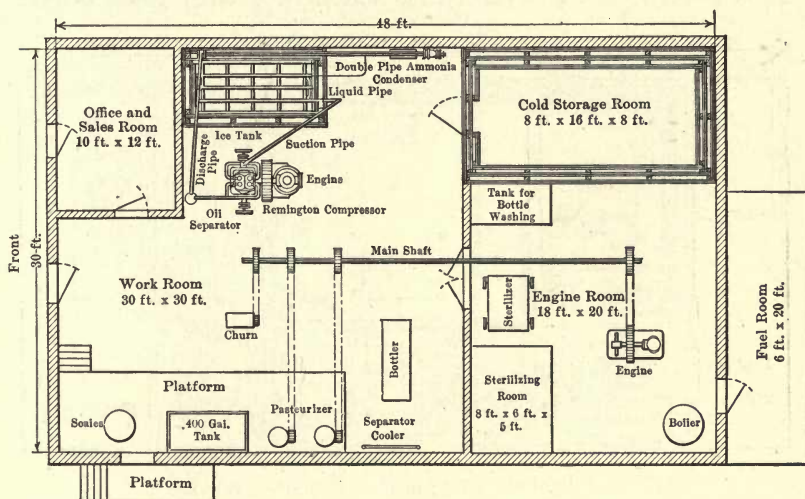 48-ft.
Office and
Sales Room
10 ft. x 12 ft.
Double Pipe Ammonia
Condenser
Liquid Pipe
Ice Tank
Suction Pipe
Discharge
Pipe
Engine
Oil
Separator
Remington Compressor
Cold Storage Room
8 ft. x 16 ft. x 8 ft.
Tank for
Bottle
Washing
Front
30-ft.
Main Shaft
Work Room
30 ft. x 30 ft.
Churn
Sterilizer
Engine Room
18 ft. x 20 ft.
Engine
Fuel Room
6 ft. x 20 ft.
Bottler
Platform
Scales
400 Gal.
Tank
Pasteurizer
Separator
Cooler
Sterilizing
Room
8 ft. x 6 ft. x
5 ft.
Boiler
Platform